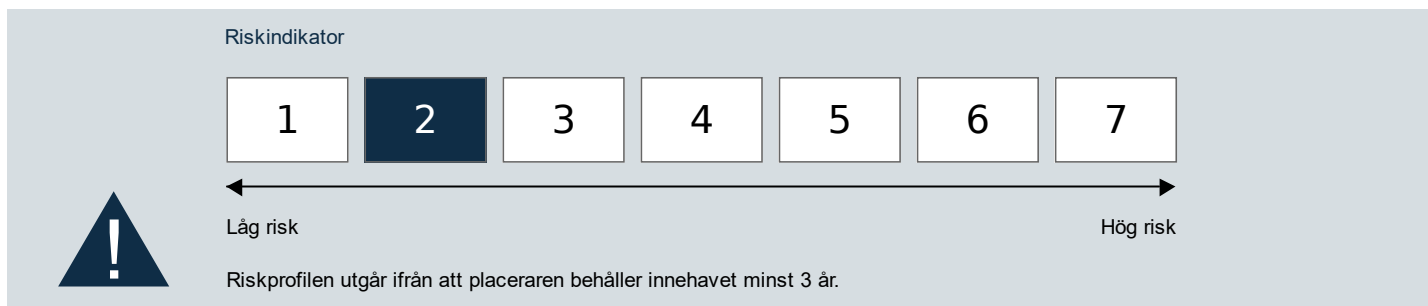 Riskindikator
1 2 3 4 5 6 7
Låg risk Hög risk
!
Riskprofilen utgår ifrån att placeraren behåller innehavet minst 3 år.